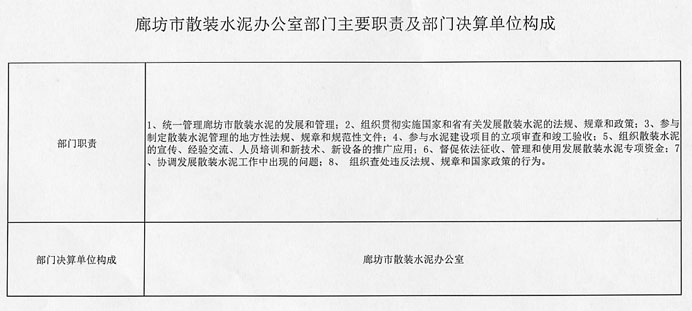 廊坊市散装水泥办公室部门主要职责及部门决算单位构成
部门职责
1、统一管理廊坊市散装水泥的发展和管理；2、组织贯彻实施国家和省有关发展散装水泥的法规、规章和政策；3、参与
制定散装水泥管理的地方性法规、规章和规范性文件；4、参与水泥建设项目的立项审查和竣工验收；5、组织散装水泥
的宣传、经验交流、人员培训和新技术、新设备的推广应用；6、督促依法征收、管理和使用发展散装水泥专项资金；7
、协调发展散装水泥工作中出现的问题；8、 组织查处违反法规、规章和国家政策的行为。
部门决算单位构成
廊坊市散装水泥办公室